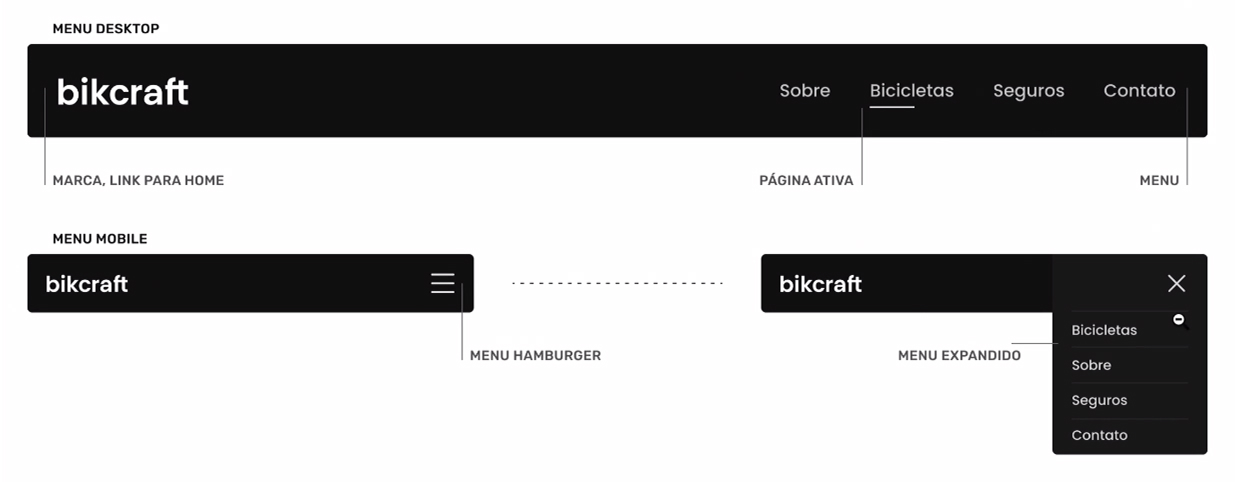 MENU DESKTOP
bikcraft
Sobre Bicicletas Seguros Contato
MARCA, LINK PARA HOME
PÁGINA ATIVA
MENU
MENU MOBILE
bikcraft
MENU HAMBURGER
bikcraft
MENU EXPANDIDO
Bicicletas
Sobre
Seguros
Contato